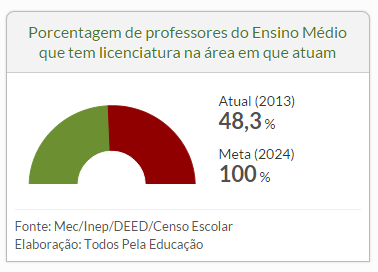 Porcentagem de professores do Ensino Médio
que tem licenciatura na área em que atuam
Atual (2013)
48,3 %
Meta (2024)
100 %
Fonte: Mec/Inep/DEED/Censo Escolar
Elaboração: Todos Pela Educação